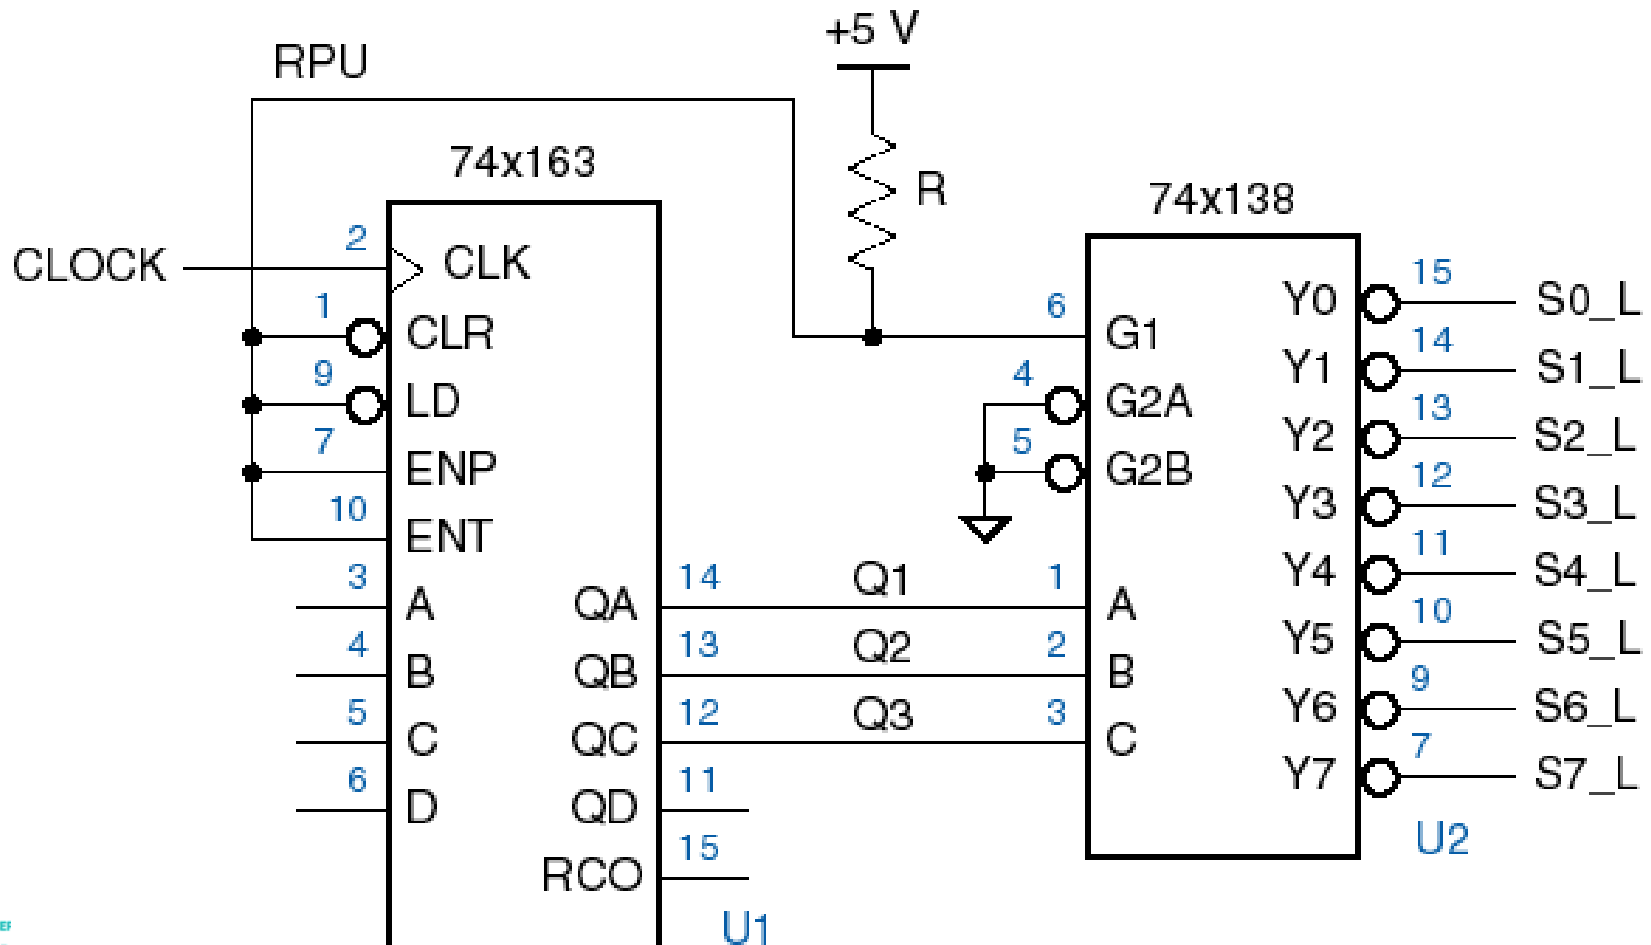 +5 V
RPU
74x163
R
74x138
CLOCK
2
CLK
1
CLR
9
LD
7
ENP
10
ENT
3
A
4
B
5
C
6
D
QA
14
QB
13
QC
12
QD
11
RCO
15
U1
Q1
Q2
Q3
6
G1
4
G2A
5
G2B
1
A
2
B
3
C
Y0
15
S0_L
Y1
14
S1_L
Y2
13
S2_L
Y3
12
S3_L
Y4
11
S4_L
Y5
10
S5_L
Y6
9
S6_L
Y7
7
S7_L
U2